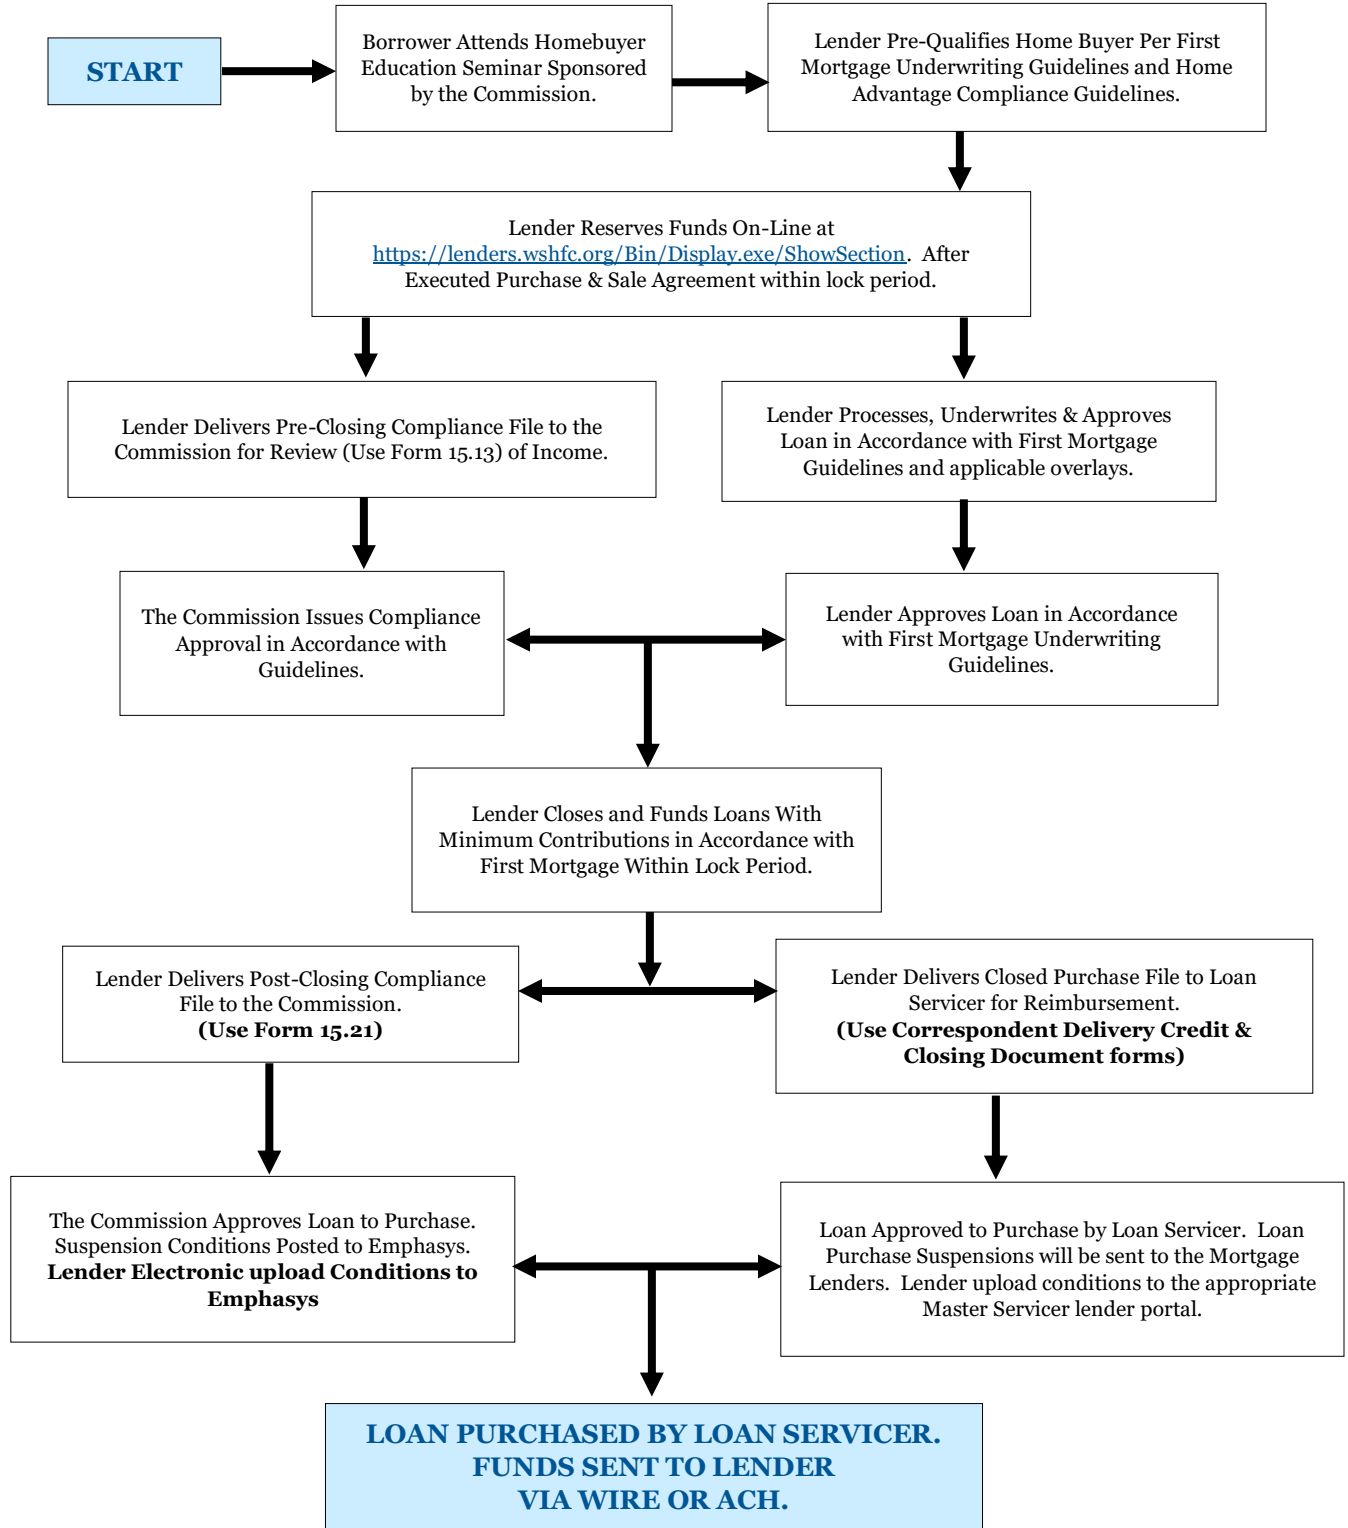 START
Borrower Attends Homebuyer
Education Seminar Sponsored
by the Commission.
Lender Pre-Qualifies Home Buyer Per First
Mortgage Underwriting Guidelines and Home
Advantage Compliance Guidelines.
Lender Reserves Funds On-Line at
https://lenders.wshfc.org/Bin/Display.exe/ShowSection.  After
Executed Purchase & Sale Agreement within lock period.
Lender Delivers Pre-Closing Compliance File to the
Commission for Review (Use Form 15.13) of Income.
Lender Processes, Underwrites & Approves
Loan in Accordance with First Mortgage
Guidelines and applicable overlays.
The Commission Issues Compliance
Approval in Accordance with
Guidelines.
Lender Approves Loan in Accordance
with First Mortgage Underwriting
Guidelines.
Lender Closes and Funds Loans With
Minimum Contributions in Accordance with
First Mortgage Within Lock Period.
Lender Delivers Post-Closing Compliance
File to the Commission.
(Use Form 15.21)
Lender Delivers Closed Purchase File to Loan
Servicer for Reimbursement.
(Use Correspondent Delivery Credit &
Closing Document forms)
The Commission Approves Loan to Purchase.
Suspension Conditions Posted to Emphasys.
Lender Electronic upload Conditions to
Emphasys
Loan Approved to Purchase by Loan Servicer.  Loan
Purchase Suspensions will be sent to the Mortgage
Lenders.  Lender upload conditions to the appropriate
Master Servicer lender portal.
LOAN PURCHASED BY LOAN SERVICER.
FUNDS SENT TO LENDER
VIA WIRE OR ACH.